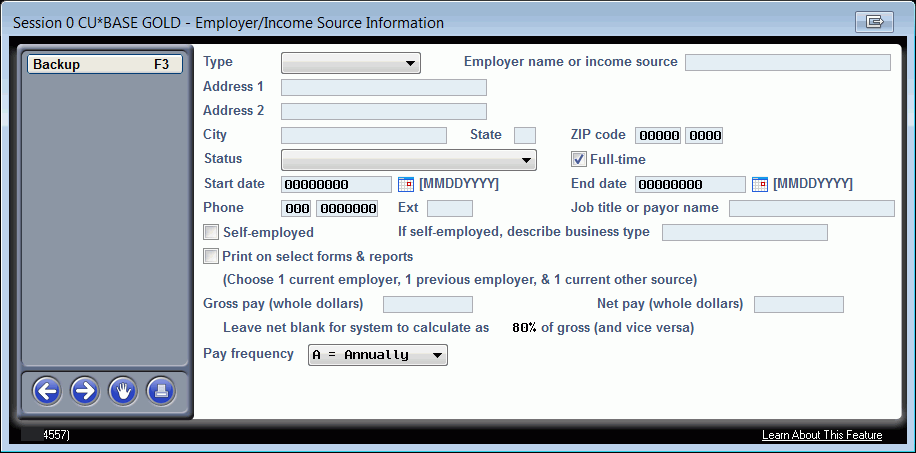 Session 0 CU*BASE GOLD - Employer/Income Source Information
Backup F3
Type Employer name or income source
Address 1
Address 2
City State ZIP code 00000 0000
Status Full-time
Start date 00000000 [MMDDYYYY] End date 00000000 [MMDDYYYY]
Phone 000 0000000 Ext Job title or payor name
Self-employed If self-employed, describe business type
Print on select forms & reports
(Choose 1 current employer, 1 previous employer, & 1 current other source)
Gross pay (whole dollars) Net pay (whole dollars)
Leave net blank for system to calculate as 80% of gross (and vice versa)
Pay frequency A = Annually
4557) Learn About This Feature